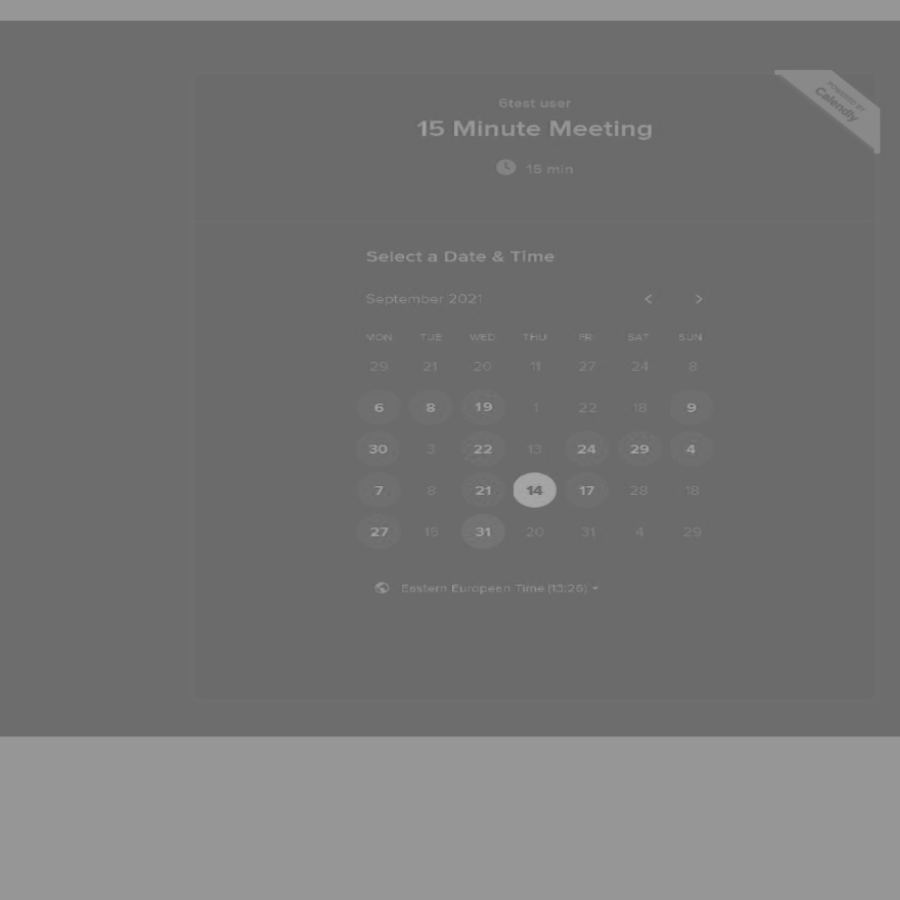 POWERED BY
Calendly
6test user
15 Minute Meeting
15 min
Select a Date & Time
September 2021
MON TUE WED THU FRI SAT SUN
29 21 20 11 27 24 8
6 8 19 1 22 18 9
30 3 22 13 24 29 4
7 8 21 14 17 28 18
27 15 31 20 31 4 29
Eastern European Time (13:26)